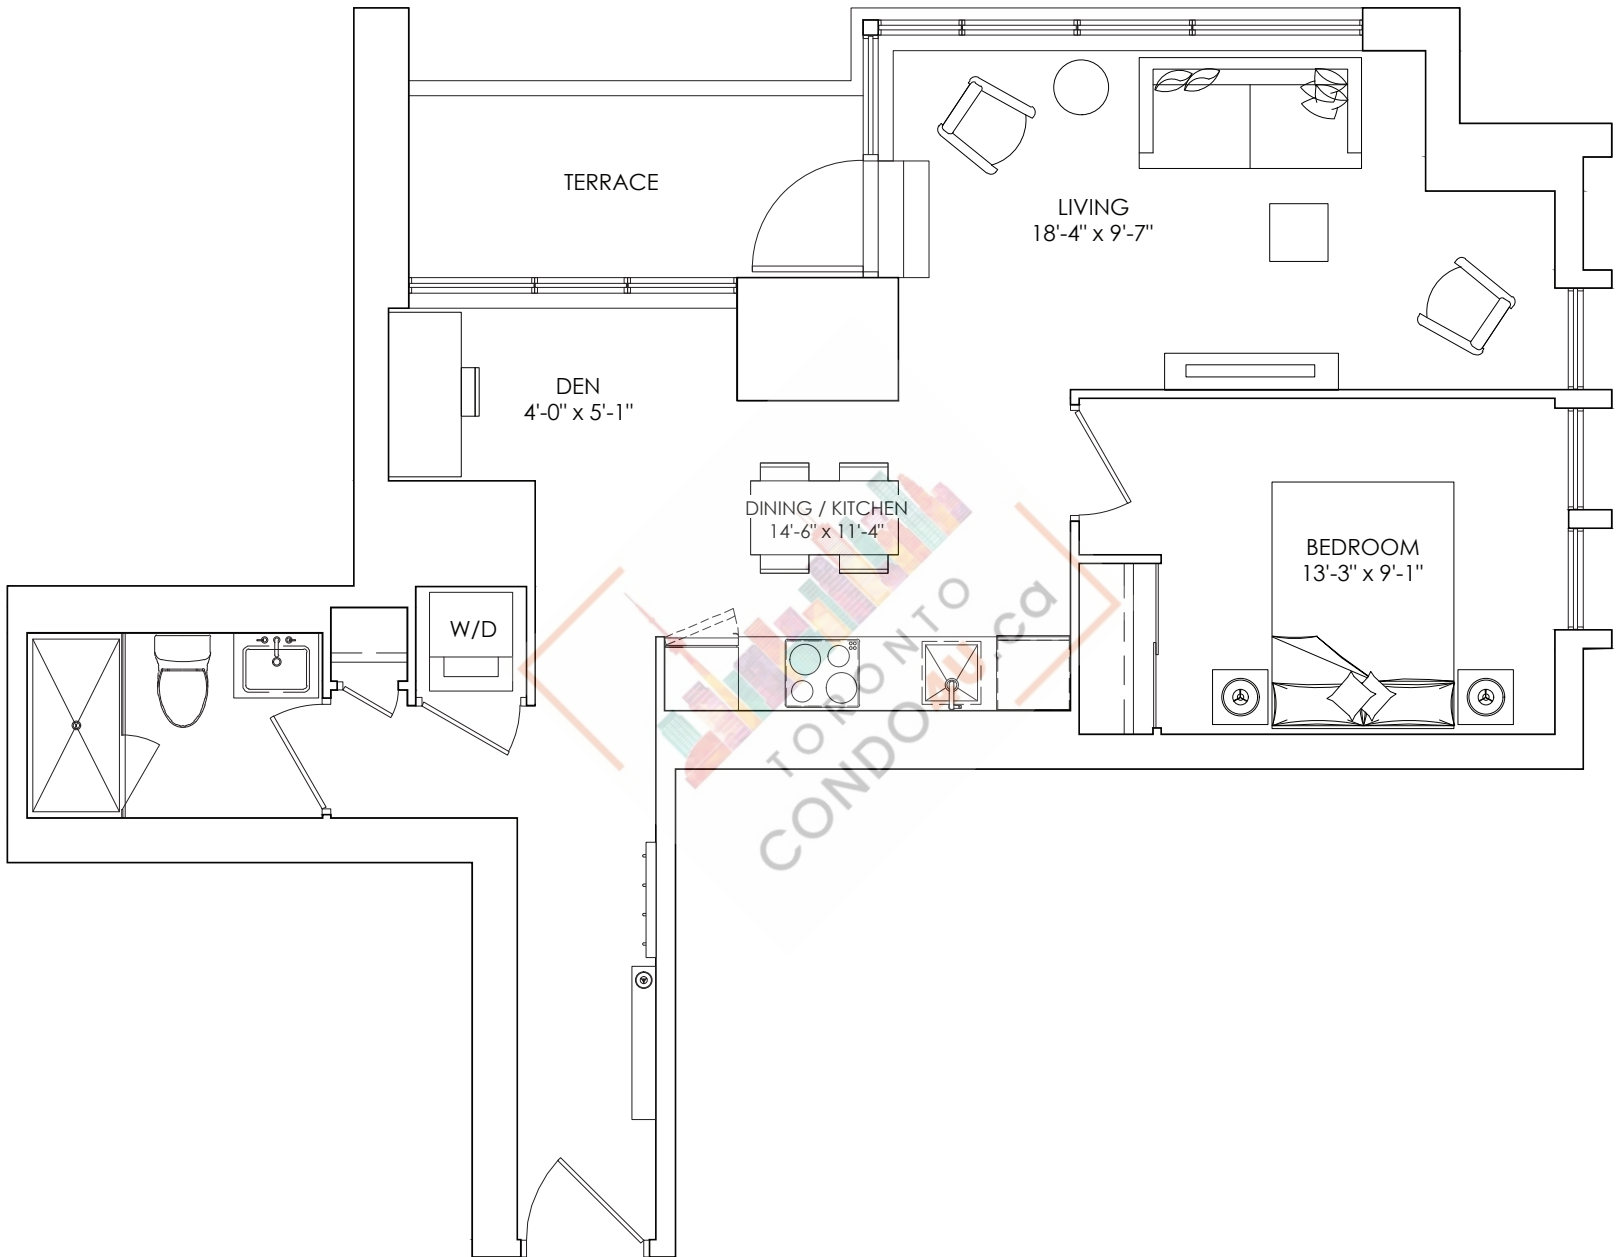 TERRACE
LIVING
18'-4" x 9'-7"
DEN
4'-0" x 5'-1"
DINING / KITCHEN
14'-6" x 11'-4"
BEDROOM
13'-3" x 9'-1"
W/D
TORONTO
CONDO4U.ca